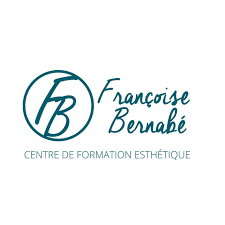 FB
Françoise
Bernabé
CENTRE DE FORMATION ESTHÉTIQUE